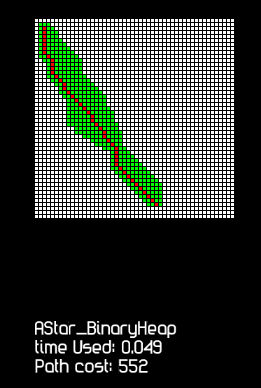 AStar_BinaryHeap
time Used: 0.049
Path cost: 552